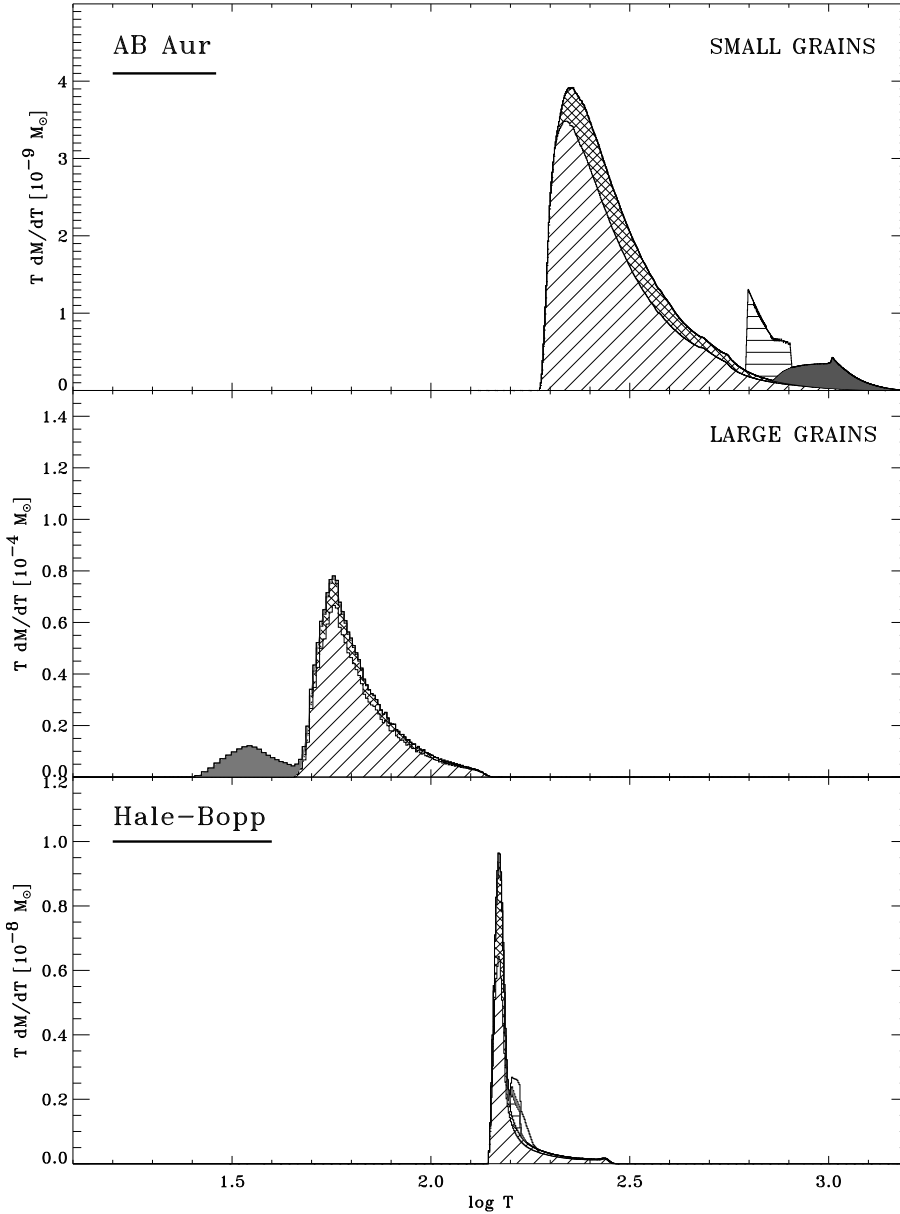 AB Aur
SMALL GRAINS
T dM/dT [10⁻⁹ M☉]
4
3
2
1
0
LARGE GRAINS
T dM/dT [10⁻⁴ M☉]
1.4
1.2
1.0
0.8
0.6
0.4
0.2
0.0
Hale−Bopp
T dM/dT [10⁻⁸ M☉]
1.2
1.0
0.8
0.6
0.4
0.2
0.0
1.5 2.0 2.5 3.0
log T